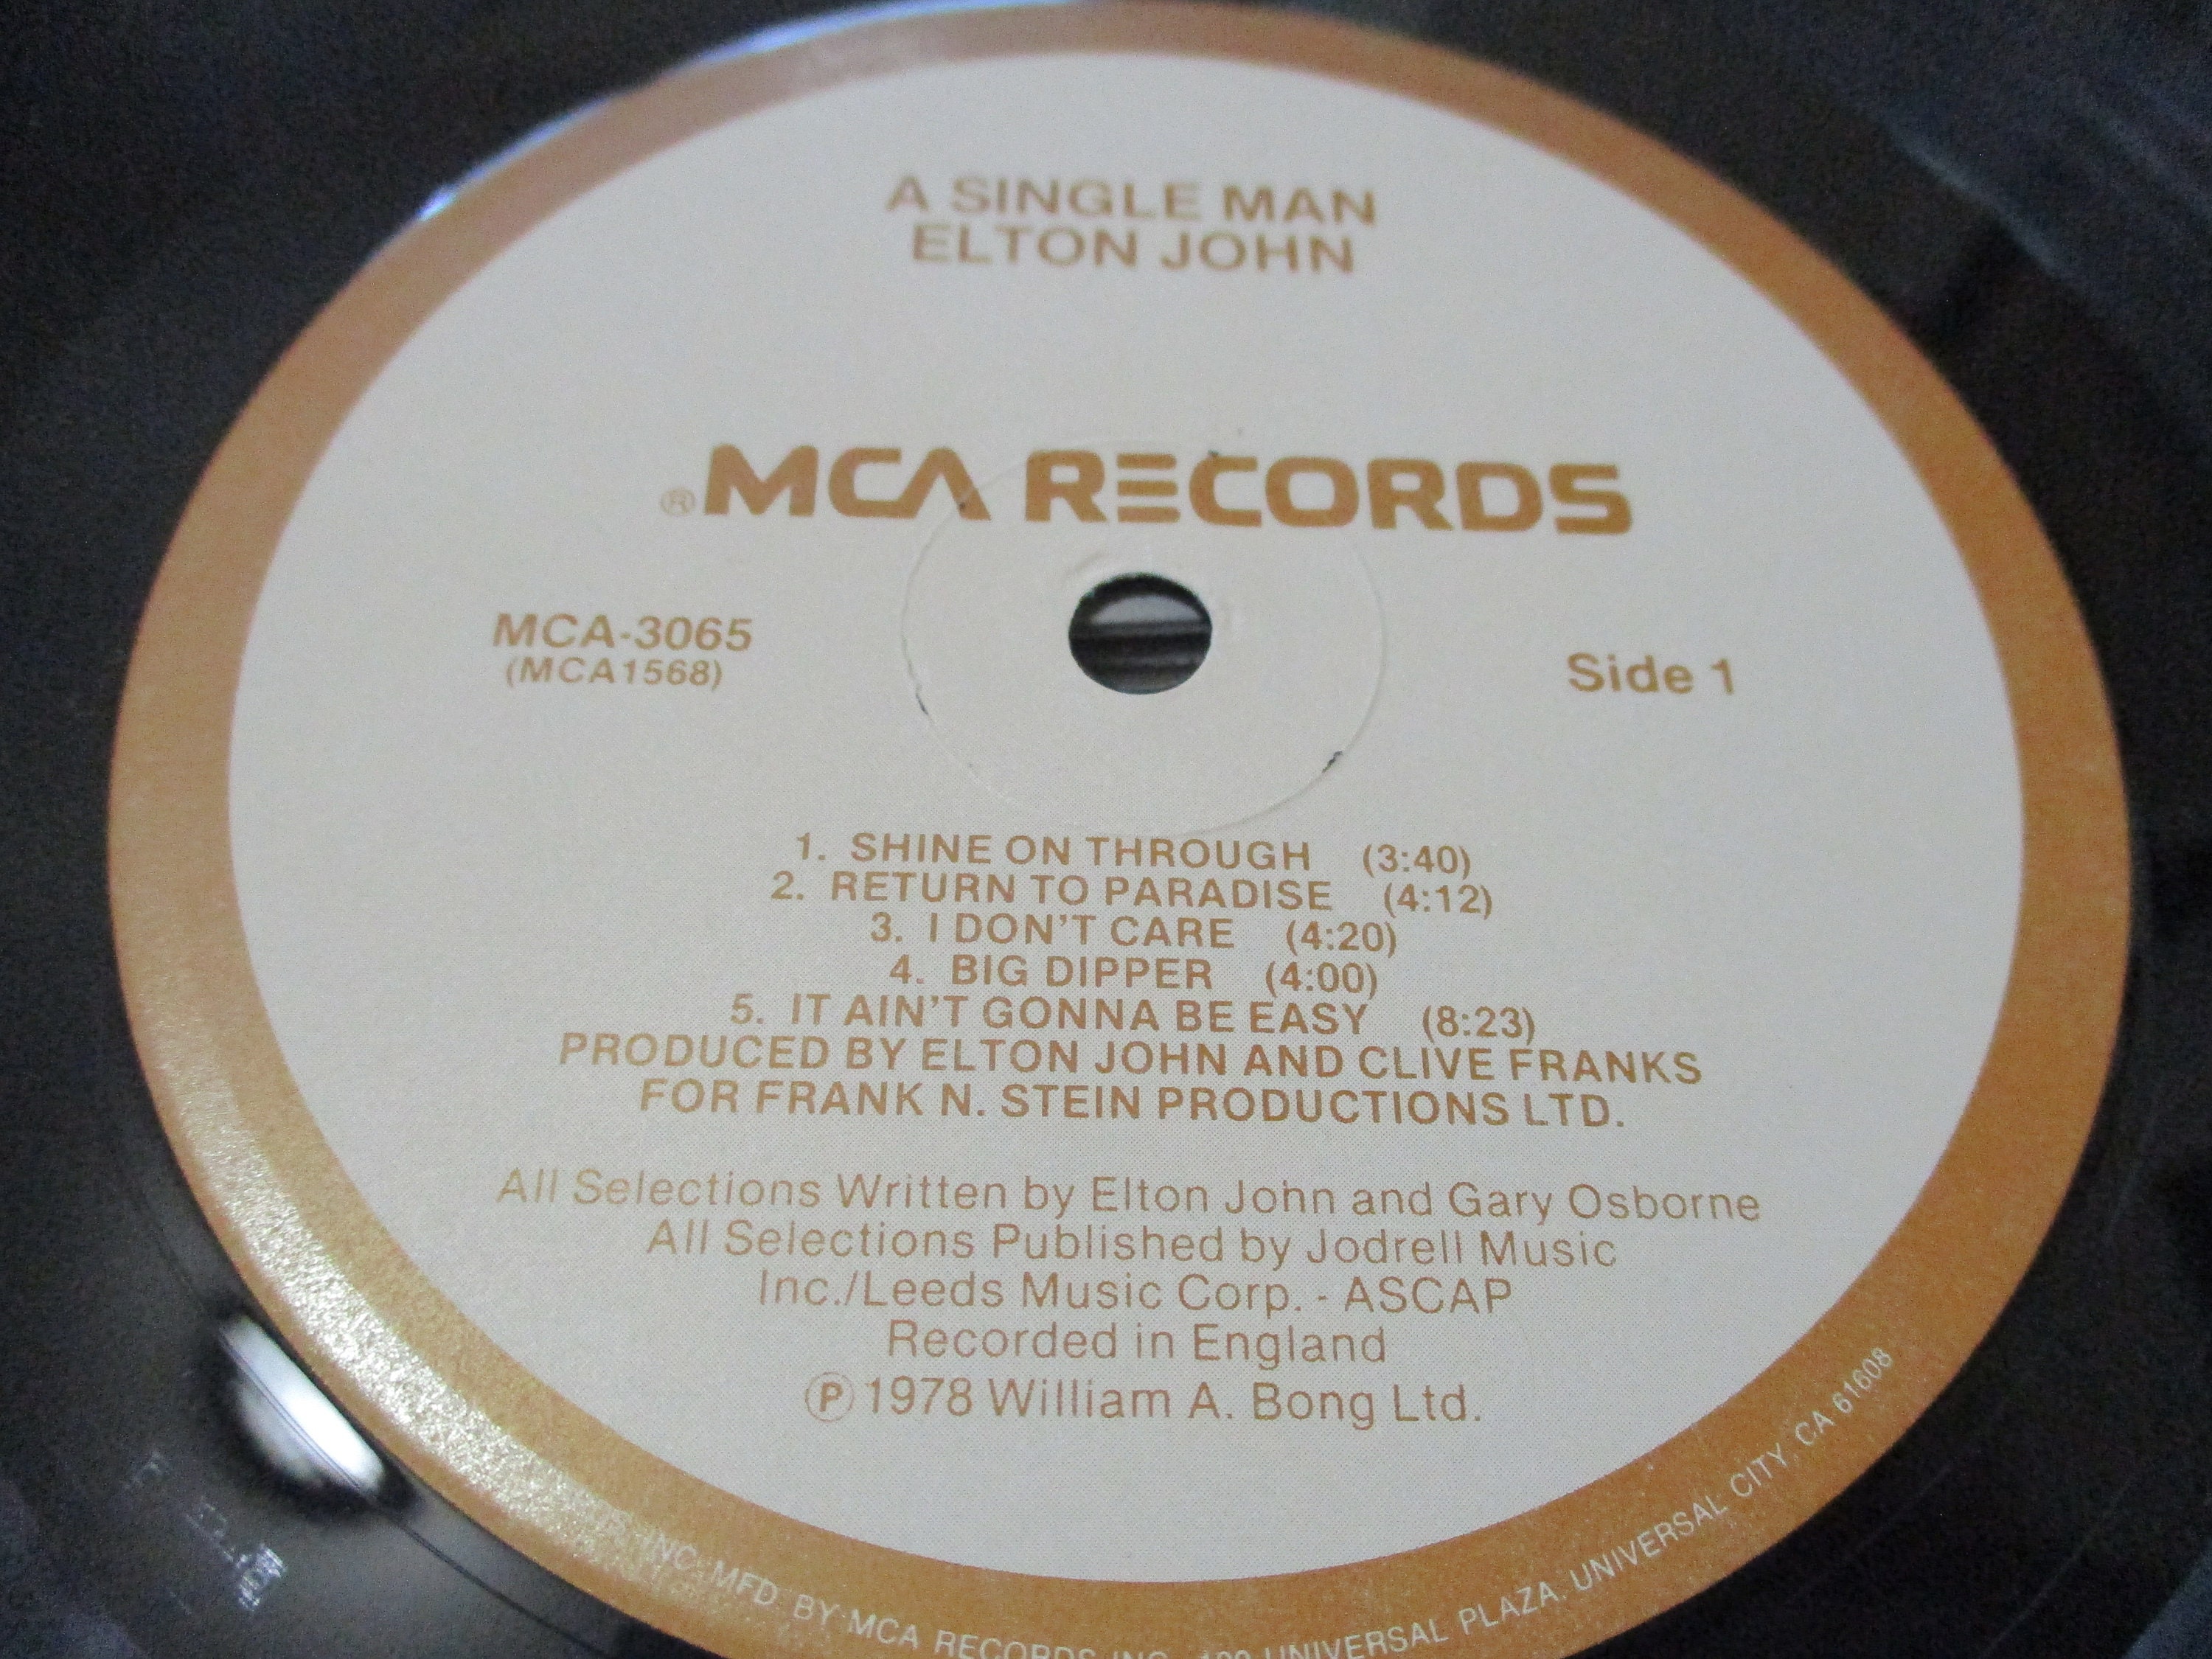 A SINGLE MAN
ELTON JOHN
® MCA RECORDS
MCA-3065
(MCA1568)
Side 1
1. SHINE ON THROUGH (3:40)
2. RETURN TO PARADISE (4:12)
3. I DON'T CARE (4:20)
4. BIG DIPPER (4:00)
5. IT AIN'T GONNA BE EASY (8:23)
PRODUCED BY ELTON JOHN AND CLIVE FRANKS
FOR FRANK N. STEIN PRODUCTIONS LTD.
All Selections Written by Elton John and Gary Osborne
All Selections Published by Jodrell Music
Inc./Leeds Music Corp. - ASCAP
Recorded in England
Ⓟ 1978 William A. Bong Ltd.
INC. MFD. BY MCA RECORDS INC., 100 UNIVERSAL PLAZA, UNIVERSAL CITY, CA 61608